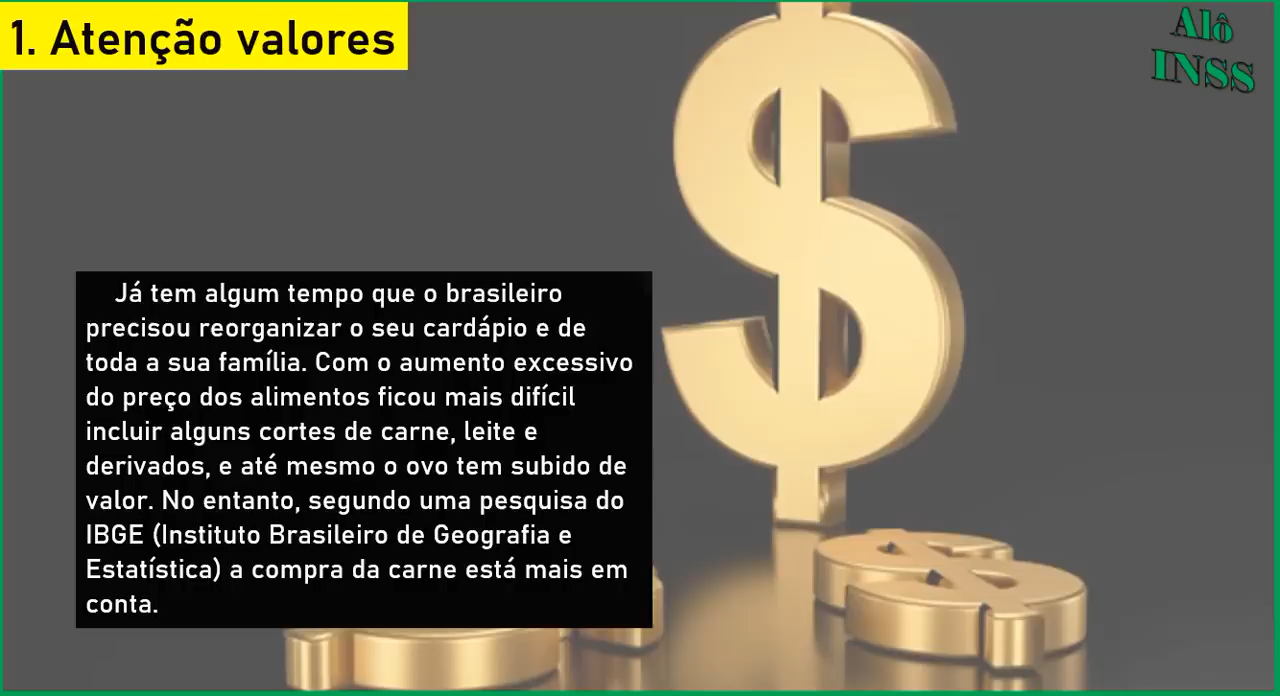 1. Atenção valores
Alô
INSS
Já tem algum tempo que o brasileiro
precisou reorganizar o seu cardápio e de
toda a sua família. Com o aumento excessivo
do preço dos alimentos ficou mais difícil
incluir alguns cortes de carne, leite e
derivados, e até mesmo o ovo tem subido de
valor. No entanto, segundo uma pesquisa do
IBGE (Instituto Brasileiro de Geografia e
Estatística) a compra da carne está mais em
conta.